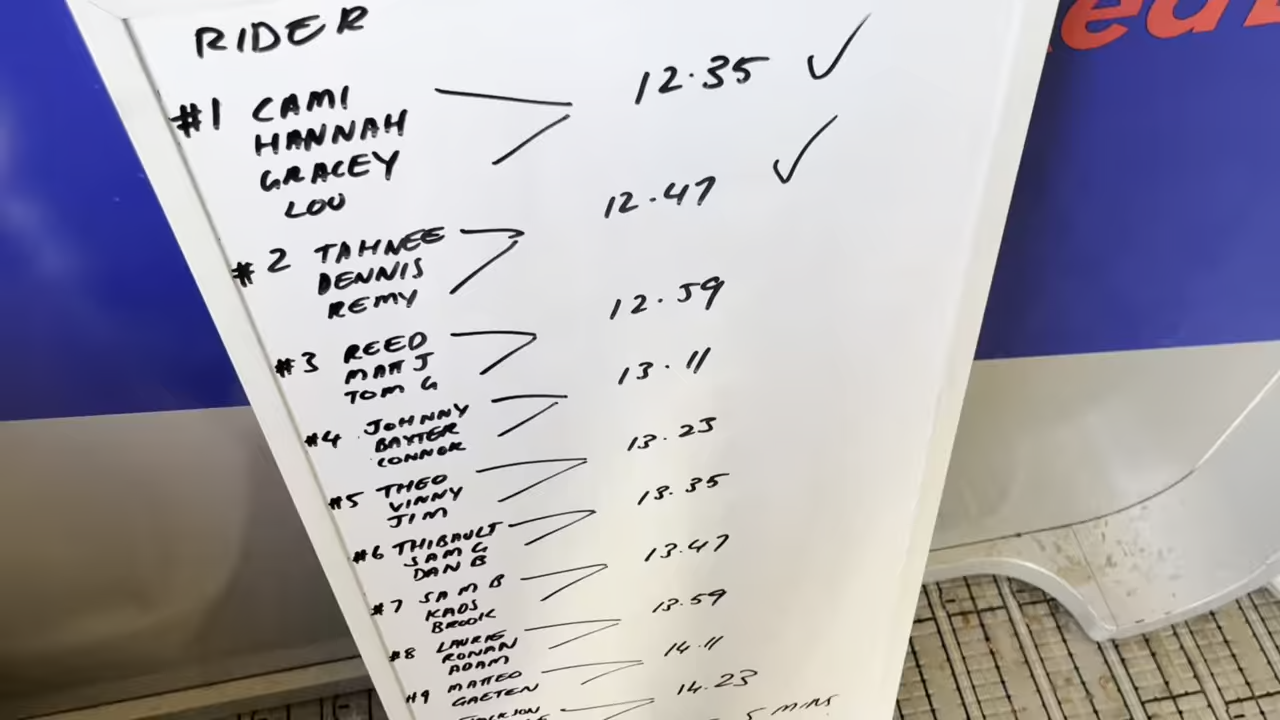 RIDER
#1 CAMI 12.35 ✓
HANNAH
GRACEY
LOU
#2 TAHNEE 12.47 ✓
DENNIS
REMY
#3 REED 12.59
MATT J
TOM G
#4 JOHNNY 13.11
BAXTER
CONNOR
#5 THEO 13.23
VINNY
JIM
#6 THIBAULT 13.35
SAM G
DAN B
#7 SAM B 13.47
KAOS
BROOK
#8 LAURIE 13.59
RONAN
ADAM
#9 MATTEO 14.11
GAETEN
JACKSON 14.23
5 MINS